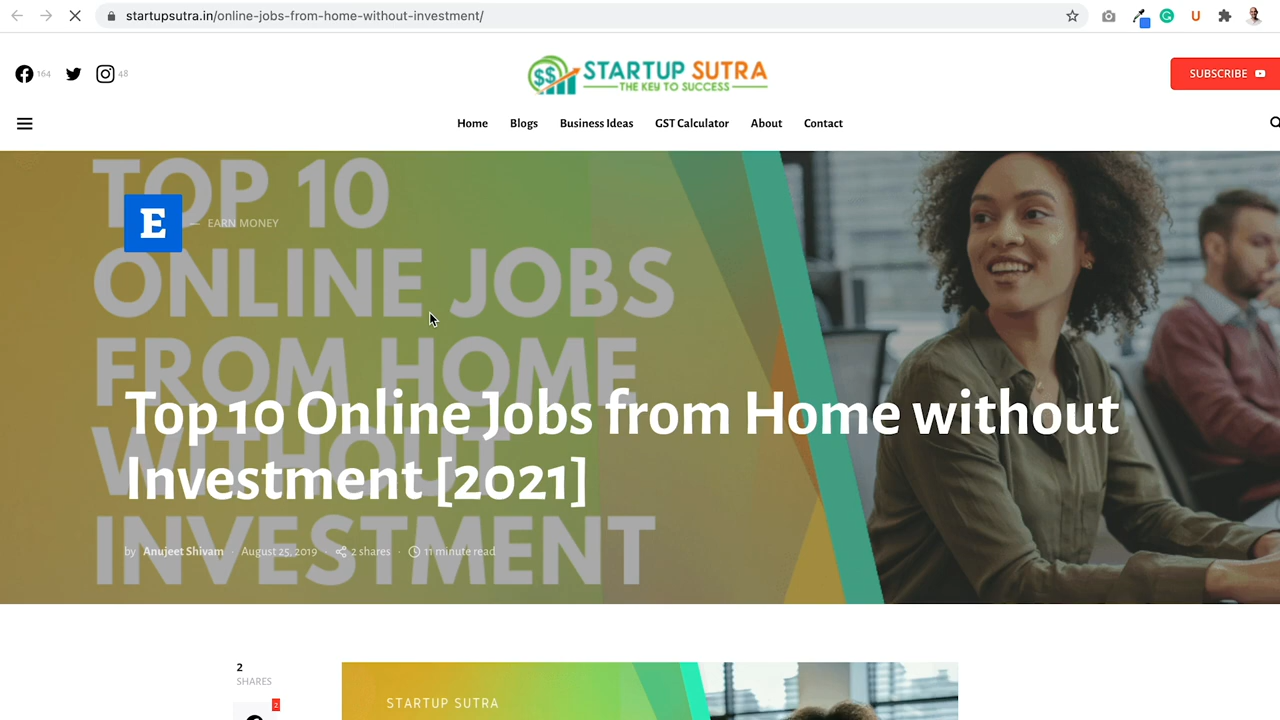 startupsutra.in/online-jobs-from-home-without-investment/
164
48
STARTUP SUTRA
THE KEY TO SUCCESS
SUBSCRIBE
Home Blogs Business Ideas GST Calculator About Contact
TOP 10
ONLINE JOBS
FROM HOME
WITHOUT
INVESTMENT
E
— EARN MONEY
Top 10 Online Jobs from Home without
Investment [2021]
by Anujeet Shivam · August 25, 2019 · 2 shares · 11 minute read
2
SHARES
2
STARTUP SUTRA